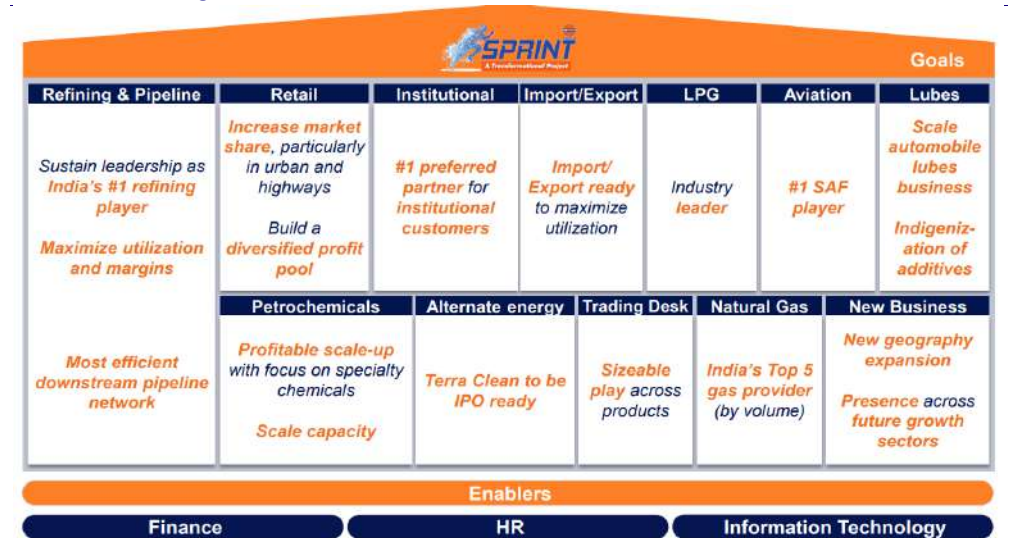 SPRINT
A Transformational Project
Goals
Refining & Pipeline
Sustain leadership as
India's #1 refining
player
Maximize utilization
and margins
Most efficient
downstream pipeline
network
Retail
Increase market
share, particularly
in urban and
highways
Build a
diversified profit
pool
Institutional
#1 preferred
partner for
institutional
customers
Import/Export
Import/
Export ready
to maximize
utilization
LPG
Industry
leader
Aviation
#1 SAF
player
Lubes
Scale
automobile
lubes
business
Indigeniz-
ation of
additives
Petrochemicals
Profitable scale-up
with focus on specialty
chemicals
Scale capacity
Alternate energy
Terra Clean to be
IPO ready
Trading Desk
Sizeable
play across
products
Natural Gas
India's Top 5
gas provider
(by volume)
New Business
New geography
expansion
Presence across
future growth
sectors
Enablers
Finance
HR
Information Technology